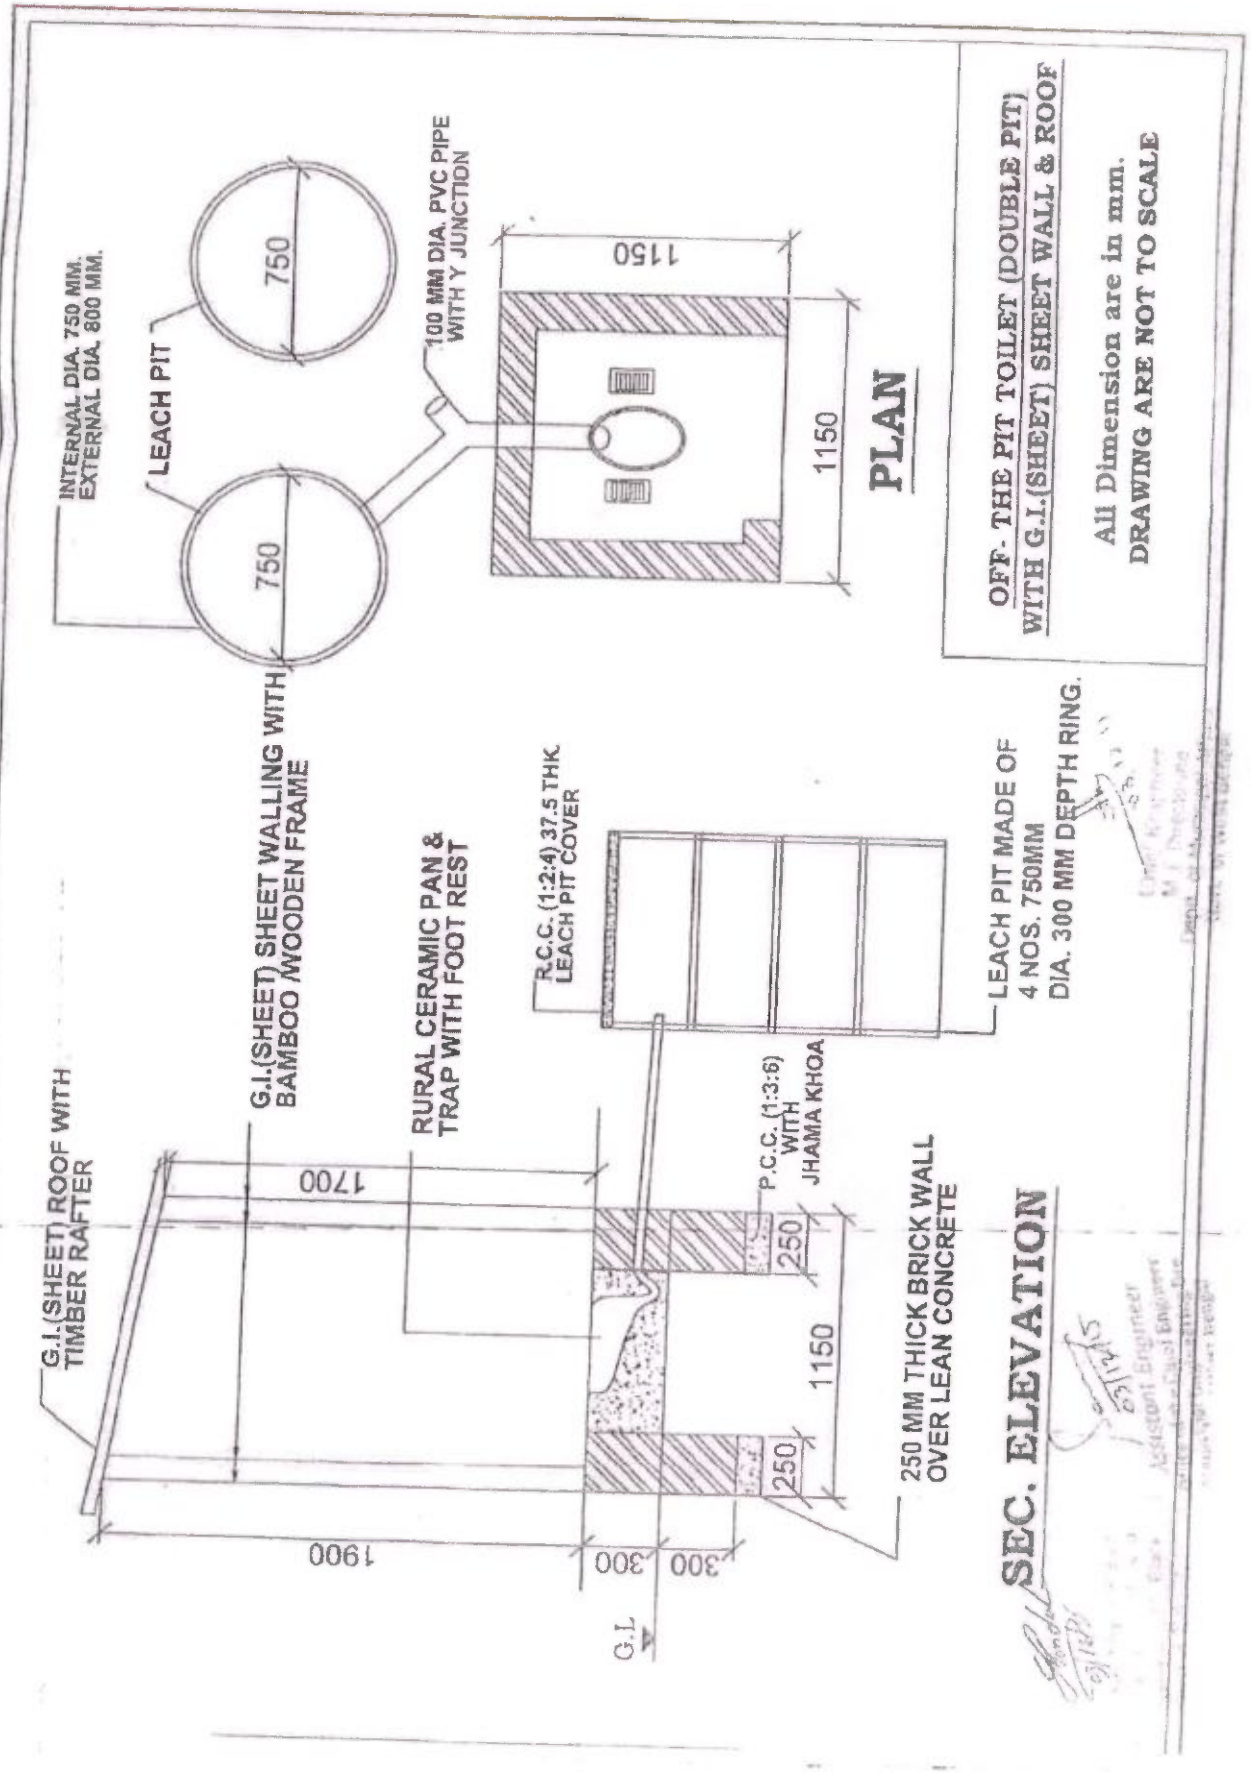 G.I.(SHEET) ROOF WITH
TIMBER RAFTER
G.I.(SHEET) SHEET WALLING WITH
BAMBOO /WOODEN FRAME
RURAL CERAMIC PAN &
TRAP WITH FOOT REST
1900
1700
300
300
G.L
250
250
1150
P.C.C. (1:3:6)
WITH
JHAMA KHOA
250 MM THICK BRICK WALL
OVER LEAN CONCRETE
SEC. ELEVATION
R.C.C. (1:2:4) 37.5 THK.
LEACH PIT COVER
LEACH PIT MADE OF
4 NOS. 750MM
DIA. 300 MM DEPTH RING.
INTERNAL DIA. 750 MM.
EXTERNAL DIA. 800 MM.
LEACH PIT
750
750
100 MM DIA. PVC PIPE
WITH Y JUNCTION
1150
1150
PLAN
OFF- THE PIT TOILET (DOUBLE PIT)
WITH G.I.(SHEET) SHEET WALL & ROOF
All Dimension are in mm.
DRAWING ARE NOT TO SCALE
03/12/15
Assistant Engineer